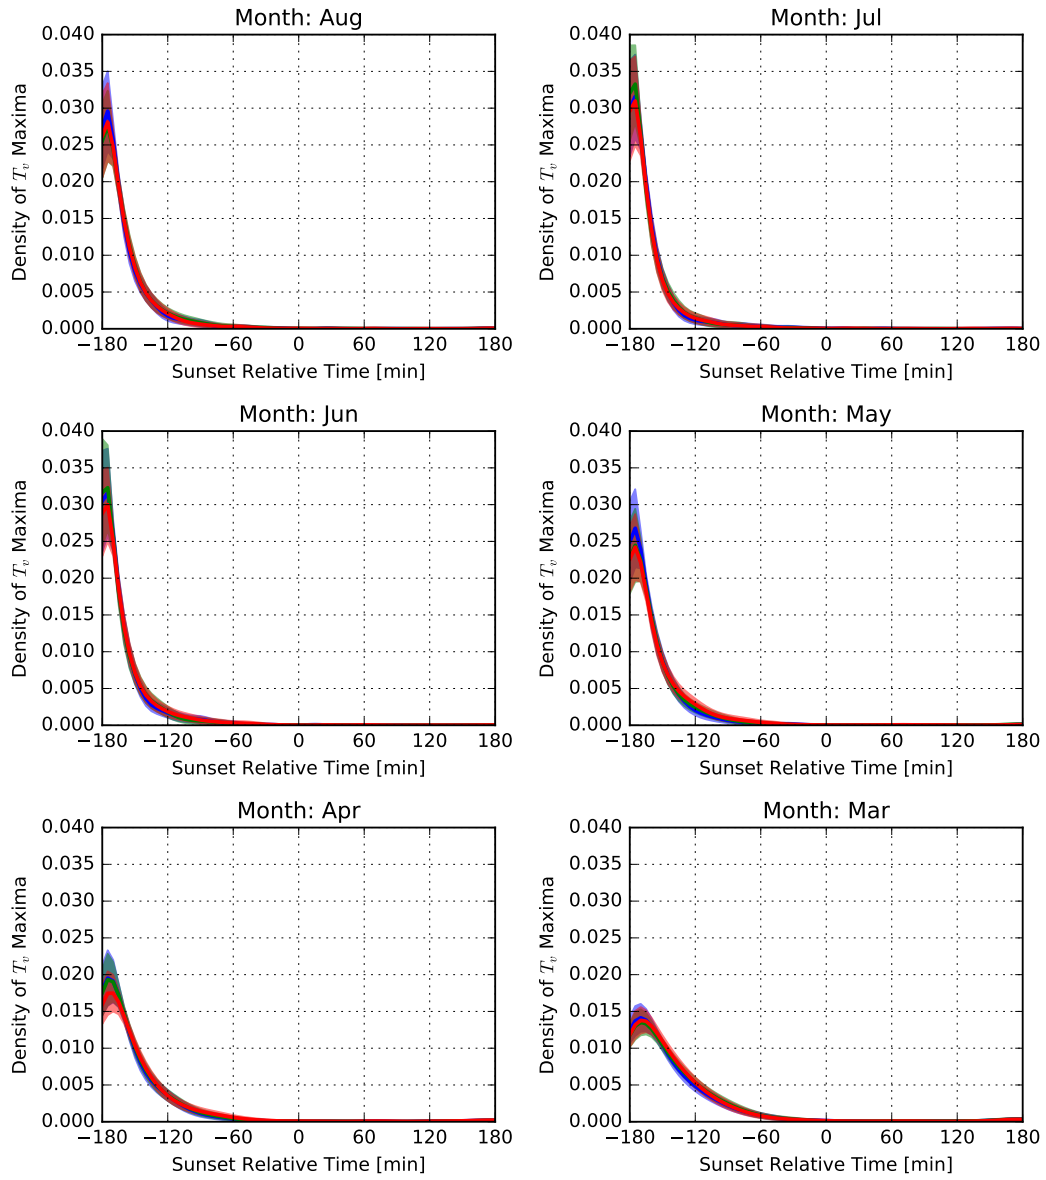 Month: Aug
Density of T_v Maxima
0.040
0.035
0.030
0.025
0.020
0.015
0.010
0.005
0.000
−180 −120 −60 0 60 120 180
Sunset Relative Time [min]
Month: Jul
Density of T_v Maxima
0.040
0.035
0.030
0.025
0.020
0.015
0.010
0.005
0.000
−180 −120 −60 0 60 120 180
Sunset Relative Time [min]
Month: Jun
Density of T_v Maxima
0.040
0.035
0.030
0.025
0.020
0.015
0.010
0.005
0.000
−180 −120 −60 0 60 120 180
Sunset Relative Time [min]
Month: May
Density of T_v Maxima
0.040
0.035
0.030
0.025
0.020
0.015
0.010
0.005
0.000
−180 −120 −60 0 60 120 180
Sunset Relative Time [min]
Month: Apr
Density of T_v Maxima
0.040
0.035
0.030
0.025
0.020
0.015
0.010
0.005
0.000
−180 −120 −60 0 60 120 180
Sunset Relative Time [min]
Month: Mar
Density of T_v Maxima
0.040
0.035
0.030
0.025
0.020
0.015
0.010
0.005
0.000
−180 −120 −60 0 60 120 180
Sunset Relative Time [min]